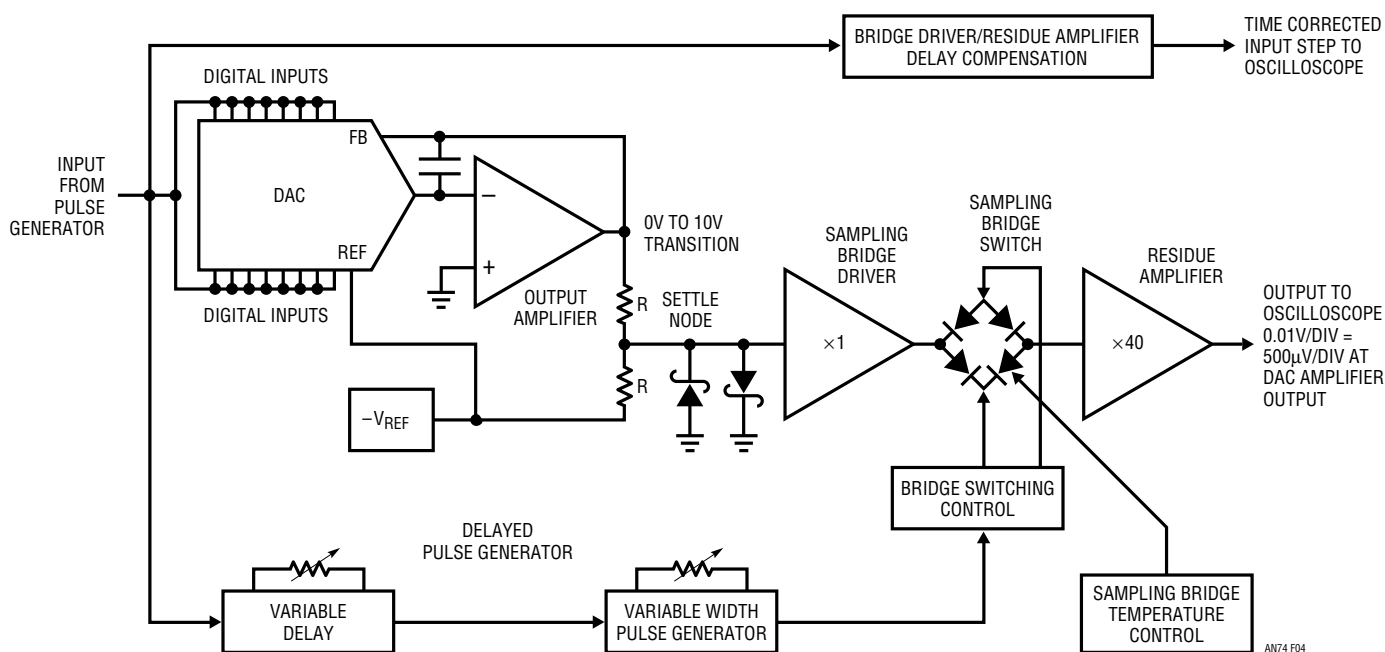 BRIDGE DRIVER/RESIDUE AMPLIFIER
DELAY COMPENSATION
TIME CORRECTED
INPUT STEP TO
OSCILLOSCOPE
DIGITAL INPUTS
INPUT
FROM
PULSE
GENERATOR
DAC
FB
REF
DIGITAL INPUTS
−
+
OUTPUT
AMPLIFIER
0V TO 10V
TRANSITION
R
SETTLE
NODE
R
−VREF
SAMPLING
BRIDGE
DRIVER
×1
SAMPLING
BRIDGE
SWITCH
RESIDUE
AMPLIFIER
×40
OUTPUT TO
OSCILLOSCOPE
0.01V/DIV =
500µV/DIV AT
DAC AMPLIFIER
OUTPUT
BRIDGE SWITCHING
CONTROL
DELAYED
PULSE GENERATOR
VARIABLE
DELAY
VARIABLE WIDTH
PULSE GENERATOR
SAMPLING BRIDGE
TEMPERATURE
CONTROL
AN74 F04